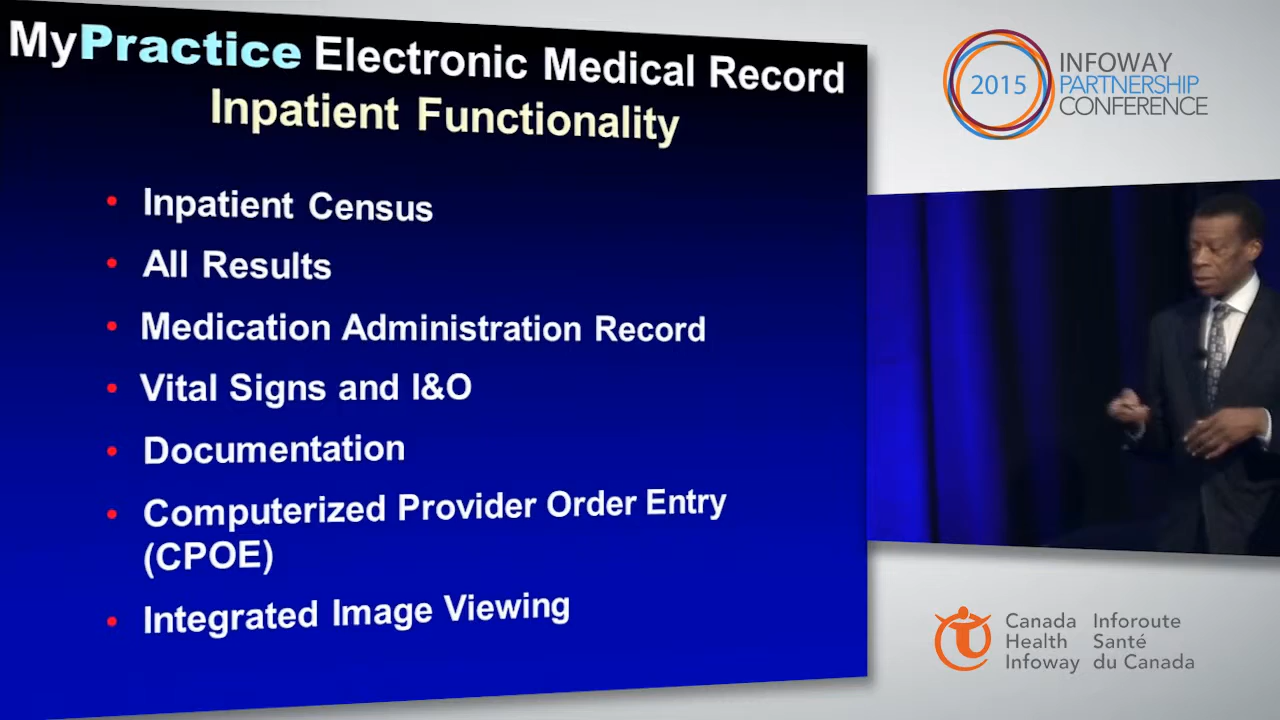 MyPractice Electronic Medical Record
Inpatient Functionality
• Inpatient Census
• All Results
• Medication Administration Record
• Vital Signs and I&O
• Documentation
• Computerized Provider Order Entry
(CPOE)
• Integrated Image Viewing
2015
INFOWAY
PARTNERSHIP
CONFERENCE
Canada
Health
Infoway
Inforoute
Santé
du Canada